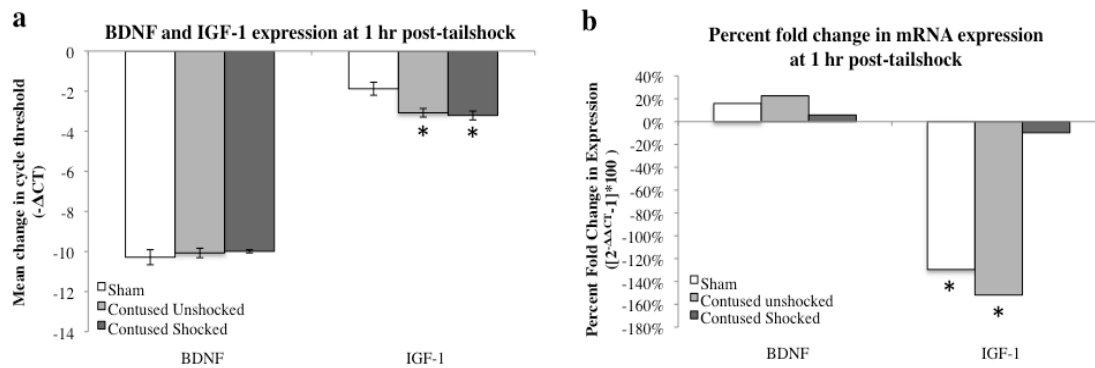 a
BDNF and IGF-1 expression at 1 hr post-tailshock
Mean change in cycle threshold
(-ΔCT)
0
-2
-4
-6
-8
-10
-12
-14
* *
Sham
Contused Unshocked
Contused Shocked
BDNF IGF-1
b
Percent fold change in mRNA expression
at 1 hr post-tailshock
Percent Fold Change in Expression
([2-ΔΔCT-1]*100 )
40%
20%
0%
-20%
-40%
-60%
-80%
-100%
-120%
-140%
-160%
-180%
* *
Sham
Contused unshocked
Contused Shocked
BDNF IGF-1